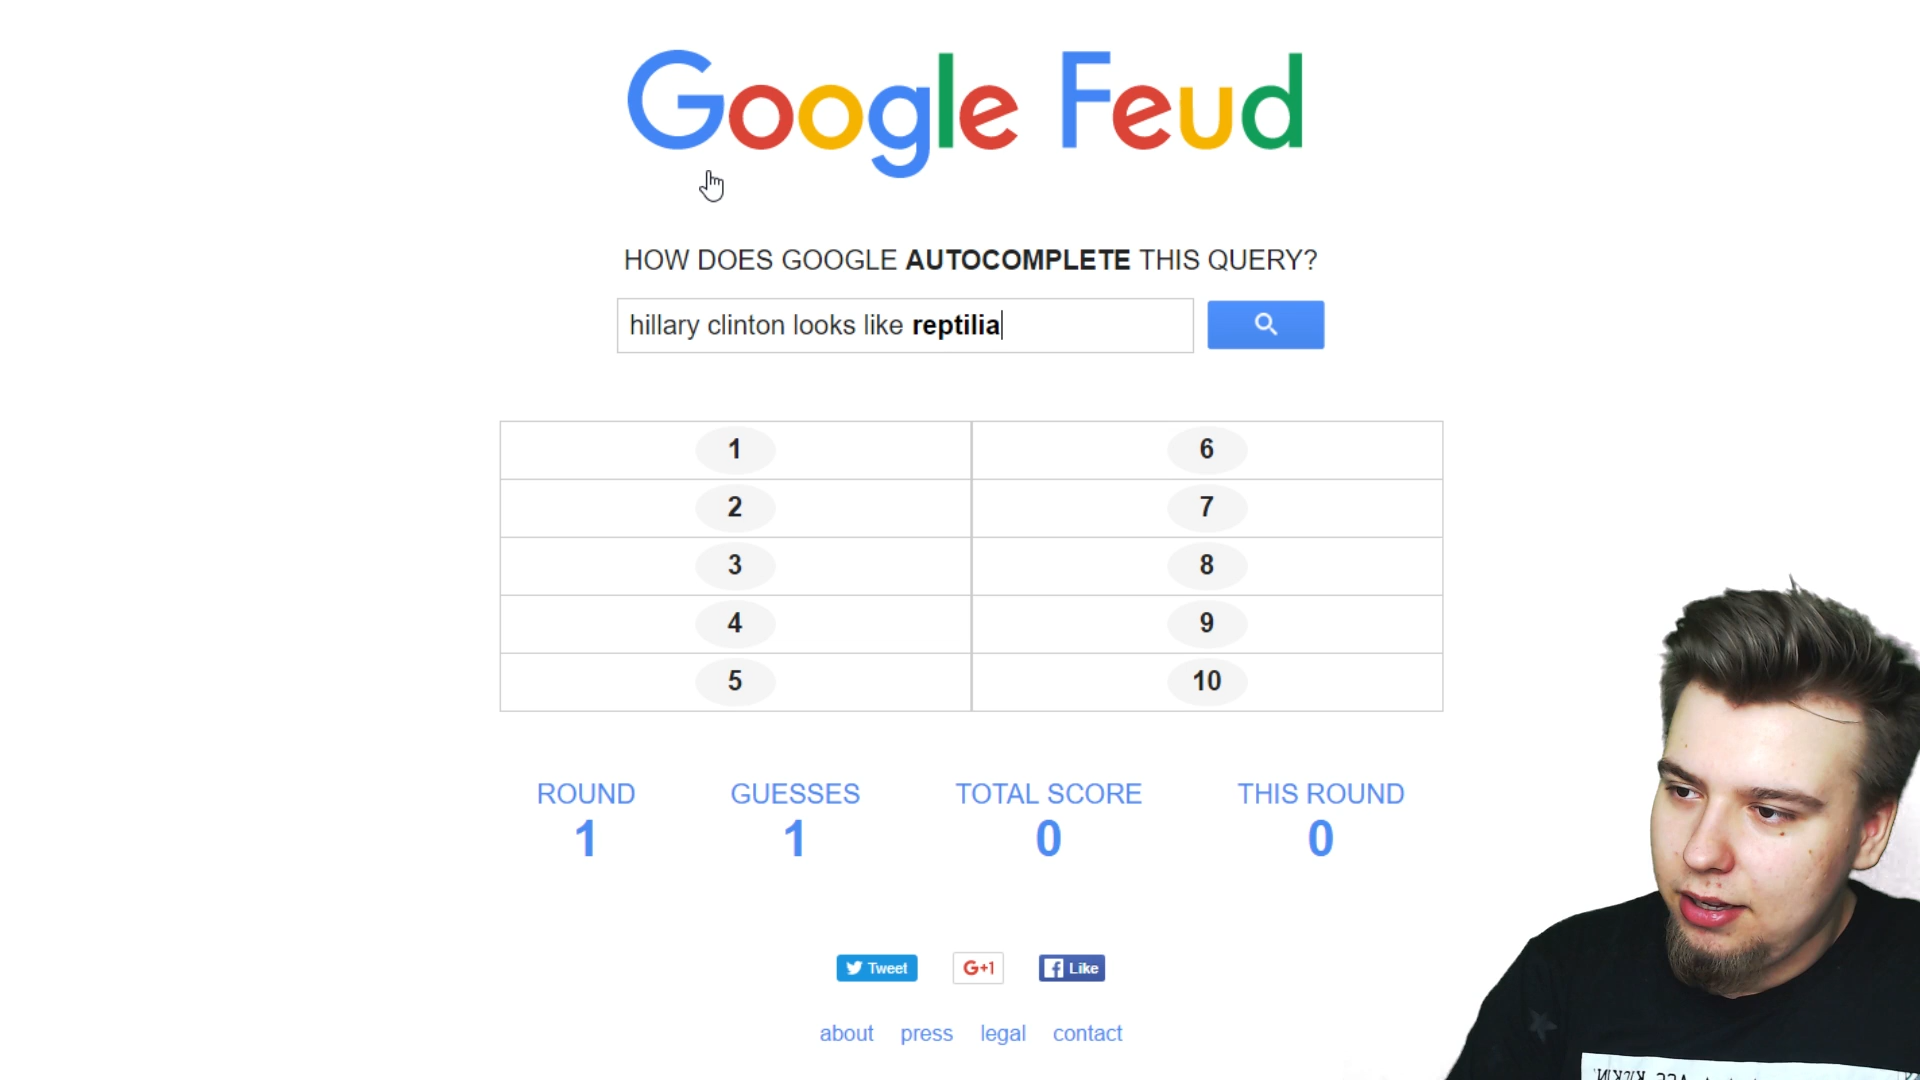 Google Feud
HOW DOES GOOGLE AUTOCOMPLETE THIS QUERY?
hillary clinton looks like reptilia
1 6
2 7
3 8
4 9
5 10
ROUND GUESSES TOTAL SCORE THIS ROUND
1 1 0 0
Tweet G+1 Like
about press legal contact